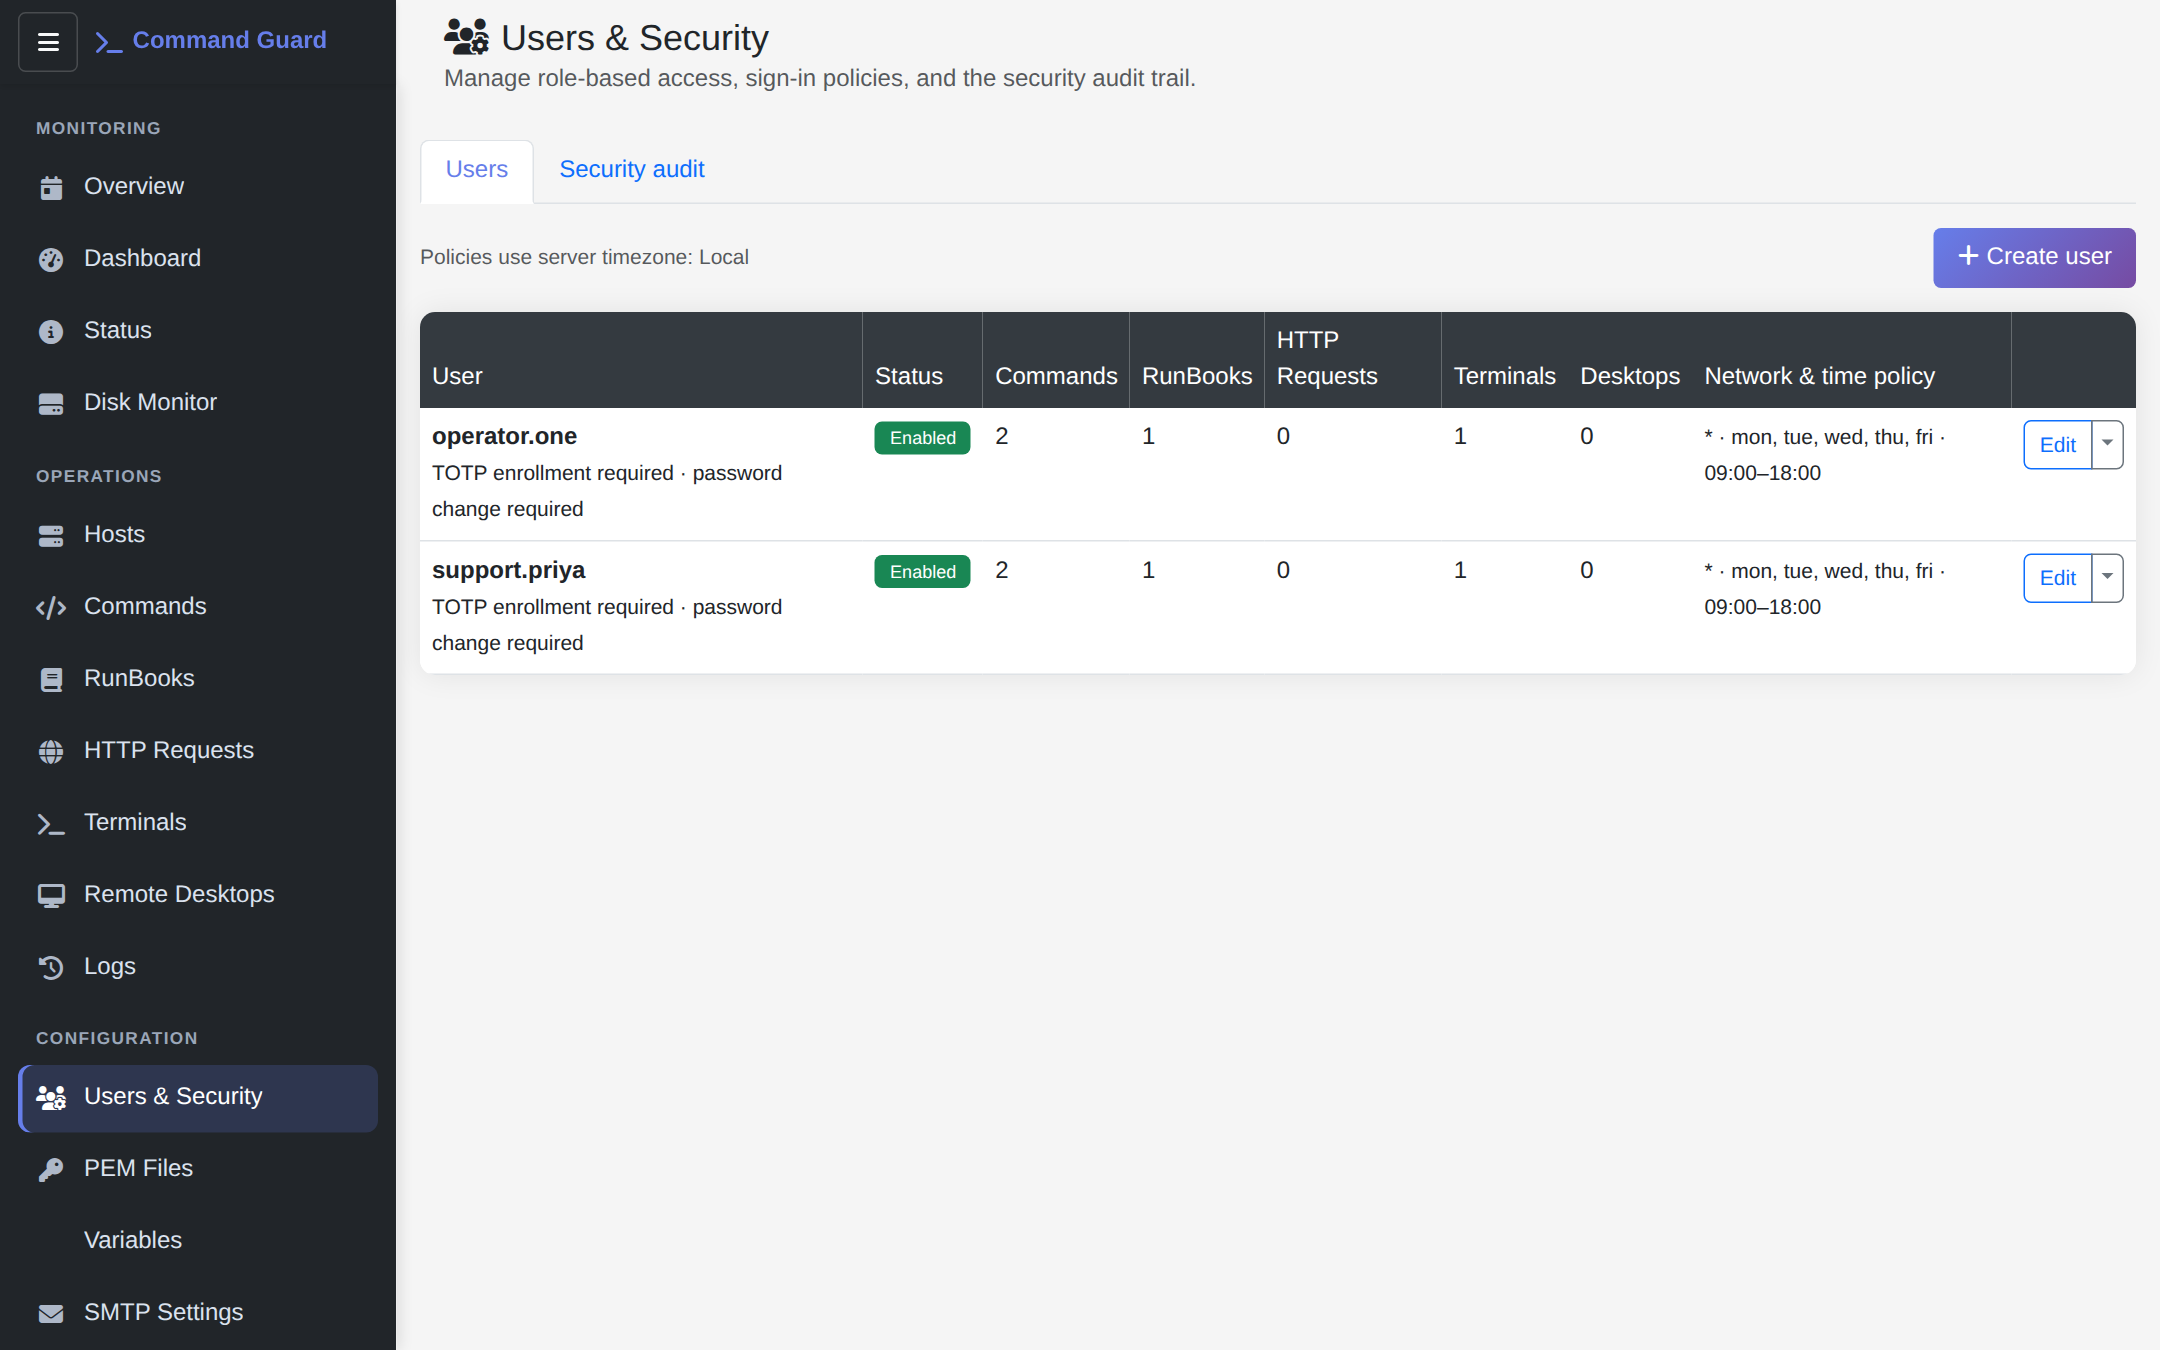 Command Guard
MONITORING
Overview
Dashboard
Status
Disk Monitor
OPERATIONS
Hosts
Commands
RunBooks
HTTP Requests
Terminals
Remote Desktops
Logs
CONFIGURATION
Users & Security
PEM Files
Variables
SMTP Settings
Users & Security
Manage role-based access, sign-in policies, and the security audit trail.
Users Security audit
Policies use server timezone: Local
Create user
User Status Commands RunBooks HTTP Requests Terminals Desktops Network & time policy
operator.one Enabled 2 1 0 1 0 * · mon, tue, wed, thu, fri · Edit
TOTP enrollment required · password 09:00–18:00
change required
support.priya Enabled 2 1 0 1 0 * · mon, tue, wed, thu, fri · Edit
TOTP enrollment required · password 09:00–18:00
change required